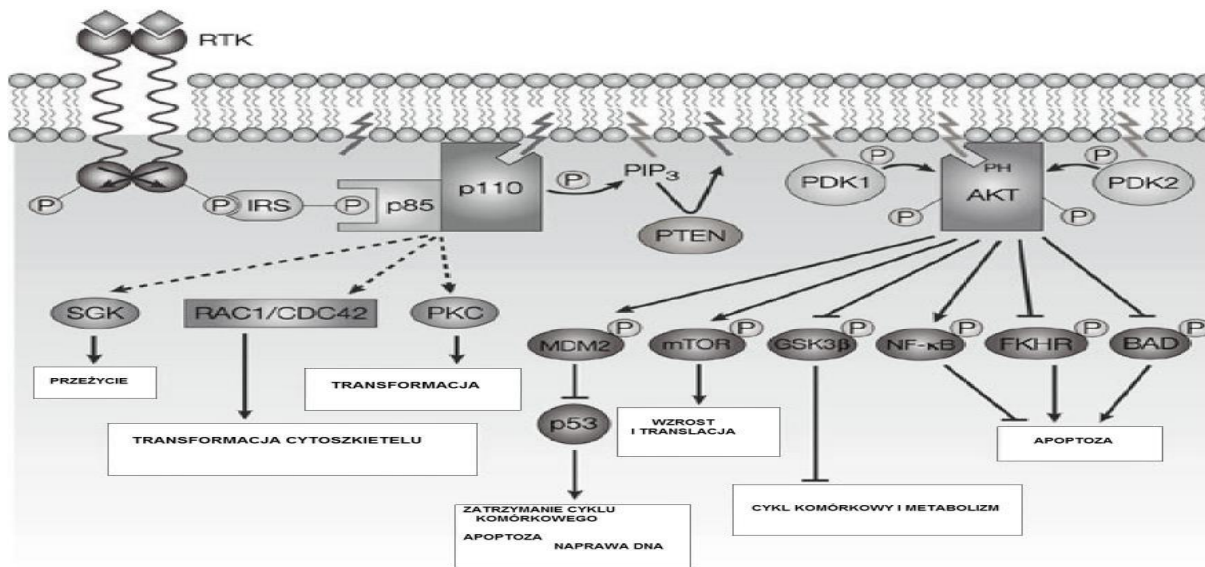 RTK
P
P
IRS
P
p85
p110
P
PIP3
PTEN
PDK1
P
PH
AKT
P
P
P
PDK2
SGK
RAC1/CDC42
PKC
MDM2
P
mTOR
P
GSK3β
P
NF-κB
P
FKHR
P
BAD
P
PRZEŻYCIE
TRANSFORMACJA
TRANSFORMACJA CYTOSZKIETELU
p53
WZROST
I TRANSLACJA
APOPTOZA
ZATRZYMANIE CYKLU
KOMÓRKOWEGO
APOPTOZA
NAPRAWA DNA
CYKL KOMÓRKOWY I METABOLIZM